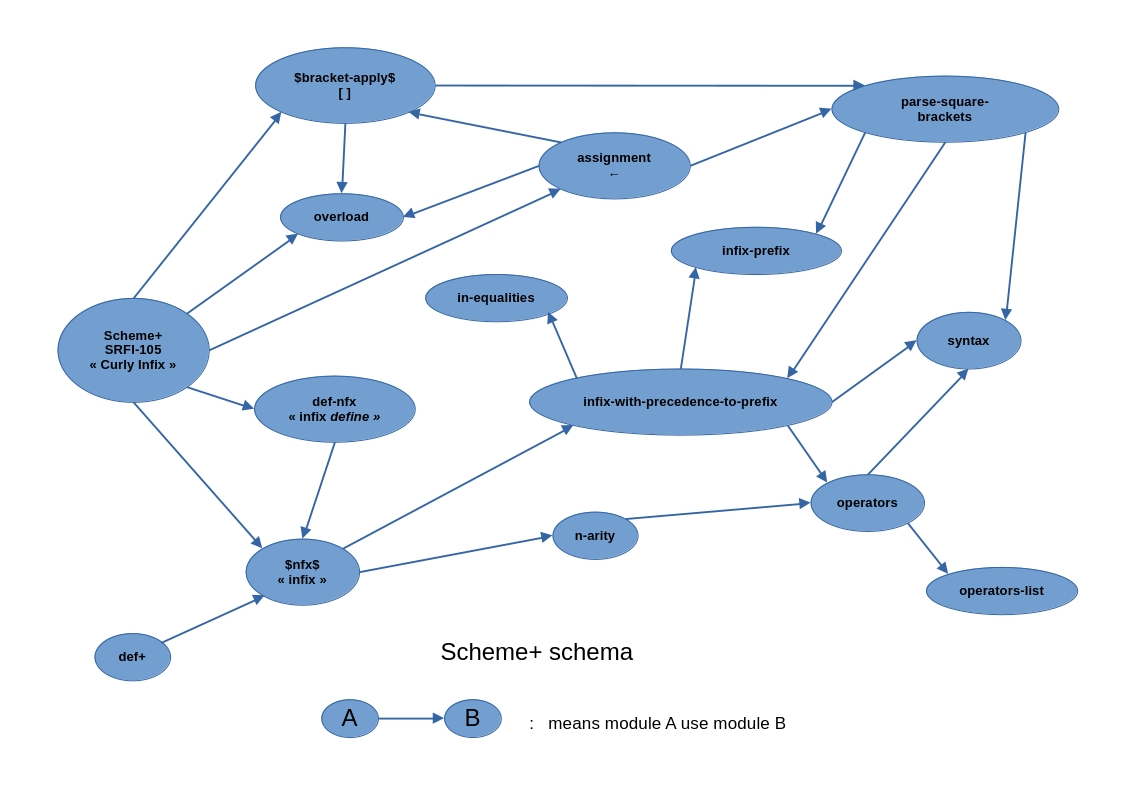 $bracket-apply$
[ ]
parse-square-
brackets
assignment
←
overload
infix-prefix
in-equalities
Scheme+
SRFI-105
« Curly Infix »
syntax
def-nfx
« infix define »
infix-with-precedence-to-prefix
operators
n-arity
$nfx$
« infix »
operators-list
def+
Scheme+ schema
A
B
: means module A use module B